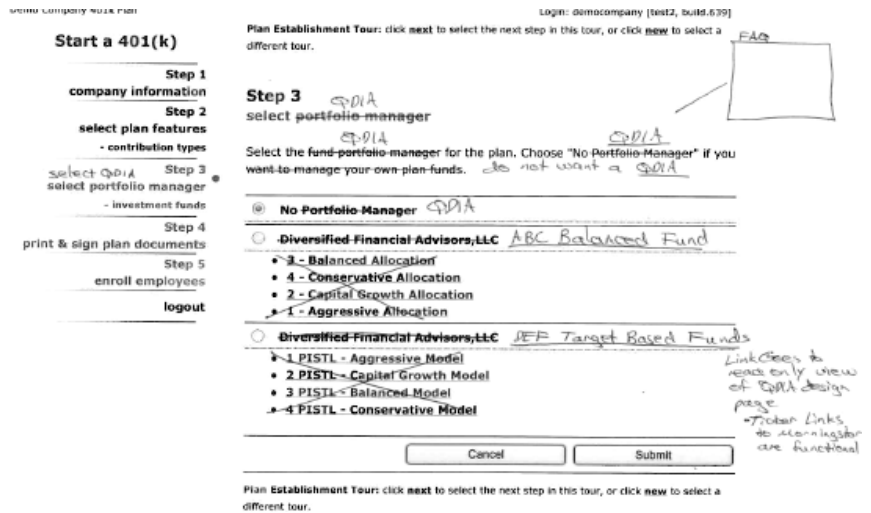 Demo Company 401k Plan
Login: democompany [test2, build.639]
Start a 401(k)
Step 1
company information
Step 2
select plan features
- contribution types
select QDIA Step 3
select portfolio manager
- investment funds
Step 4
print & sign plan documents
Step 5
enroll employees
logout
Plan Establishment Tour: click next to select the next step in this tour, or click new to select a
different tour.
FAQ
Step 3
QDIA
select portfolio manager
QDIA QDIA
Select the fund portfolio manager for the plan. Choose "No Portfolio Manager" if you
want to manage your own plan funds. do not want a QDIA
No Portfolio Manager QDIA
Diversified Financial Advisors,LLC ABC Balanced Fund
3 - Balanced Allocation
4 - Conservative Allocation
2 - Capital Growth Allocation
1 - Aggressive Allocation
Diversified Financial Advisors,LLC DEF Target Based Funds
1 PISTL - Aggressive Model
2 PISTL - Capital Growth Model
3 PISTL - Balanced Model
4 PISTL - Conservative Model
Link Goes to
read only view
of QDIA design
page
- Links
to Morningstar
are functional
Cancel Submit
Plan Establishment Tour: click next to select the next step in this tour, or click new to select a
different tour.